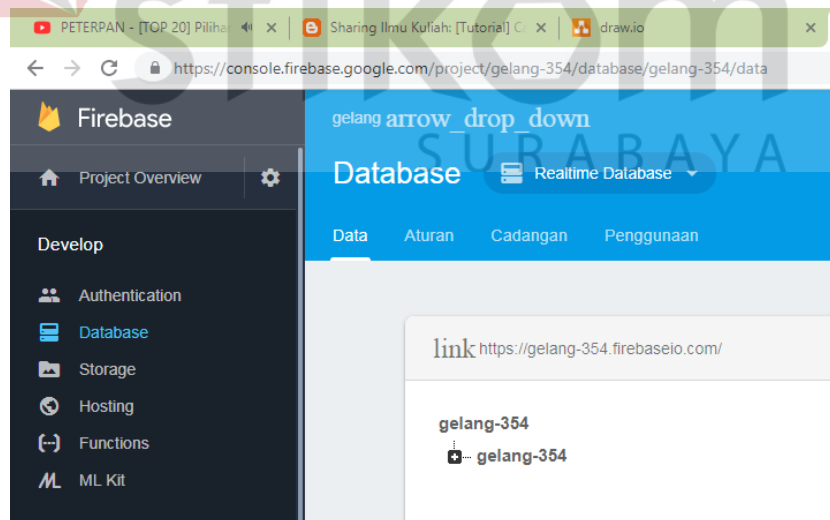 stikom
SURABAYA
PETERPAN - [TOP 20] Piliha
Sharing Ilmu Kuliah: [Tutorial] C
draw.io
https://console.firebase.google.com/project/gelang-354/database/gelang-354/data
Firebase
gelang arrow_drop_down
Project Overview
Database
Realtime Database
Develop
Data Aturan Cadangan Penggunaan
Authentication
Database
Storage
Hosting
Functions
ML Kit
link https://gelang-354.firebaseio.com/
gelang-354
gelang-354